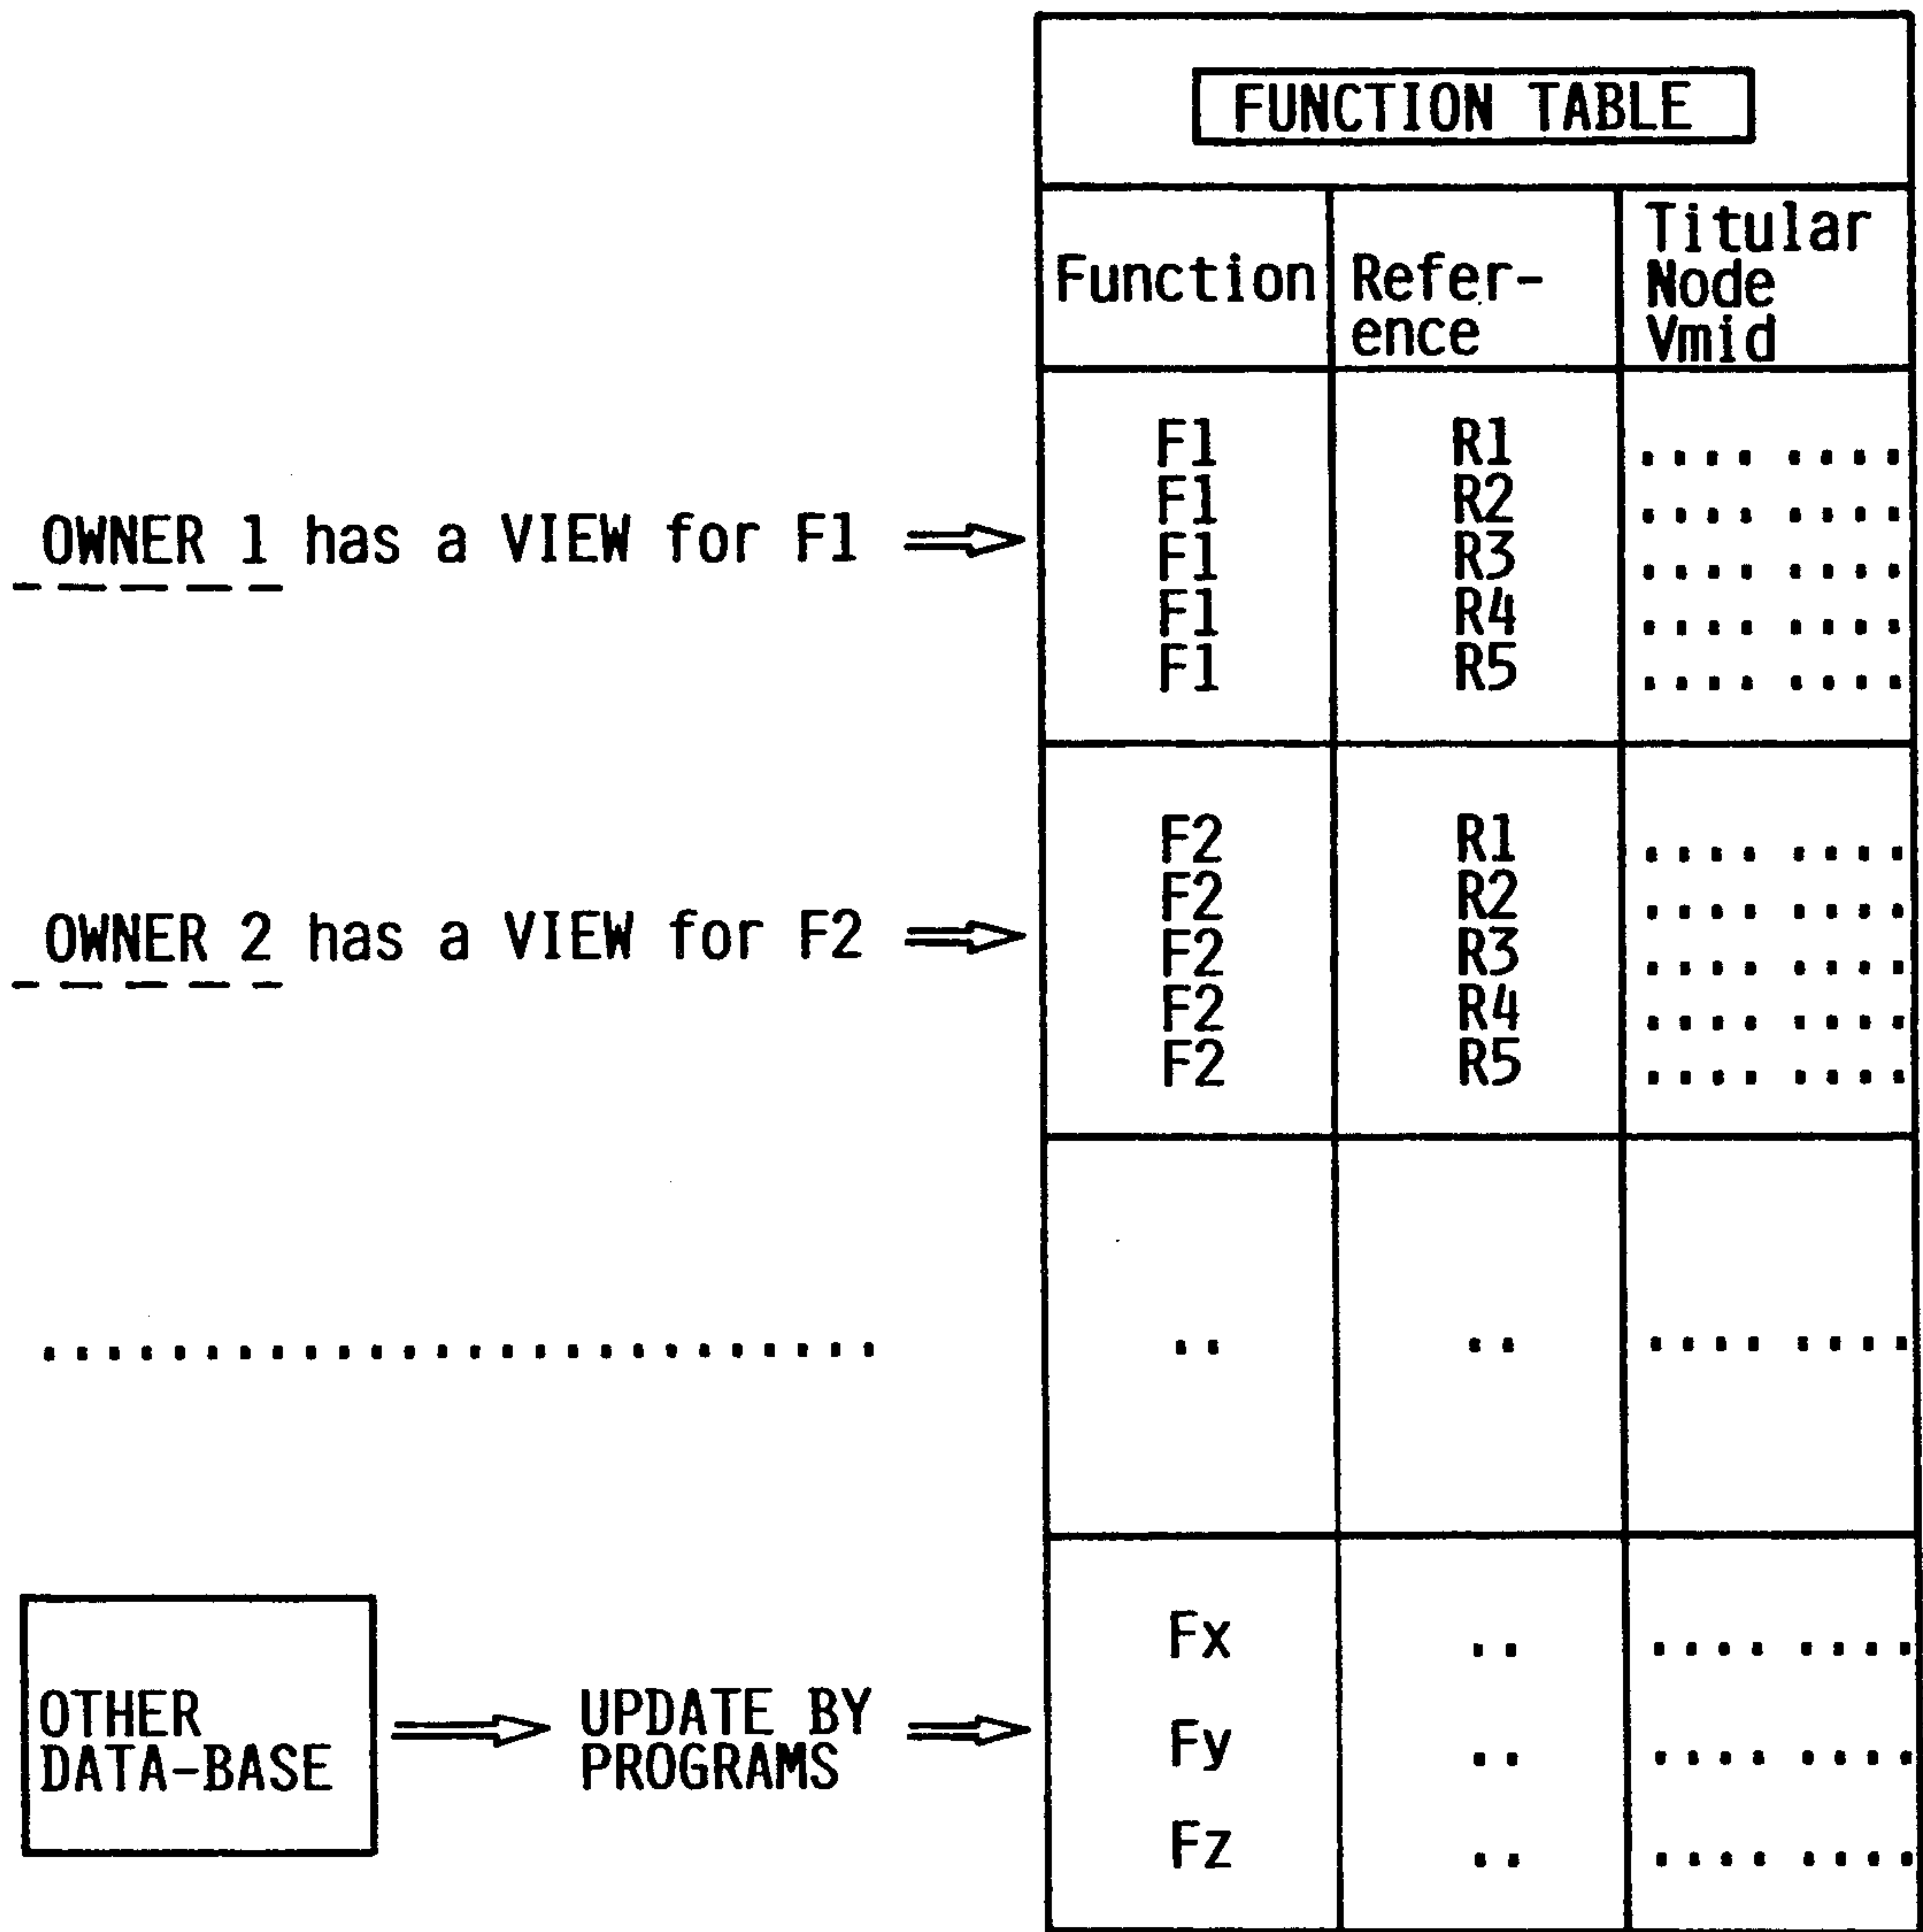 FUNCTION TABLE
Function
Refer-
ence
Titular
Node
Vmid
OWNER 1 has a VIEW for F1
F1 R1 .... ....
F1 R2 .... ....
F1 R3 .... ....
F1 R4 .... ....
F1 R5 .... ....
OWNER 2 has a VIEW for F2
F2 R1 .... ....
F2 R2 .... ....
F2 R3 .... ....
F2 R4 .... ....
F2 R5 .... ....
.......................... .. .. .... ....
OTHER
DATA-BASE
UPDATE BY
PROGRAMS
Fx .. .... ....
Fy .. .... ....
Fz .. .... ....